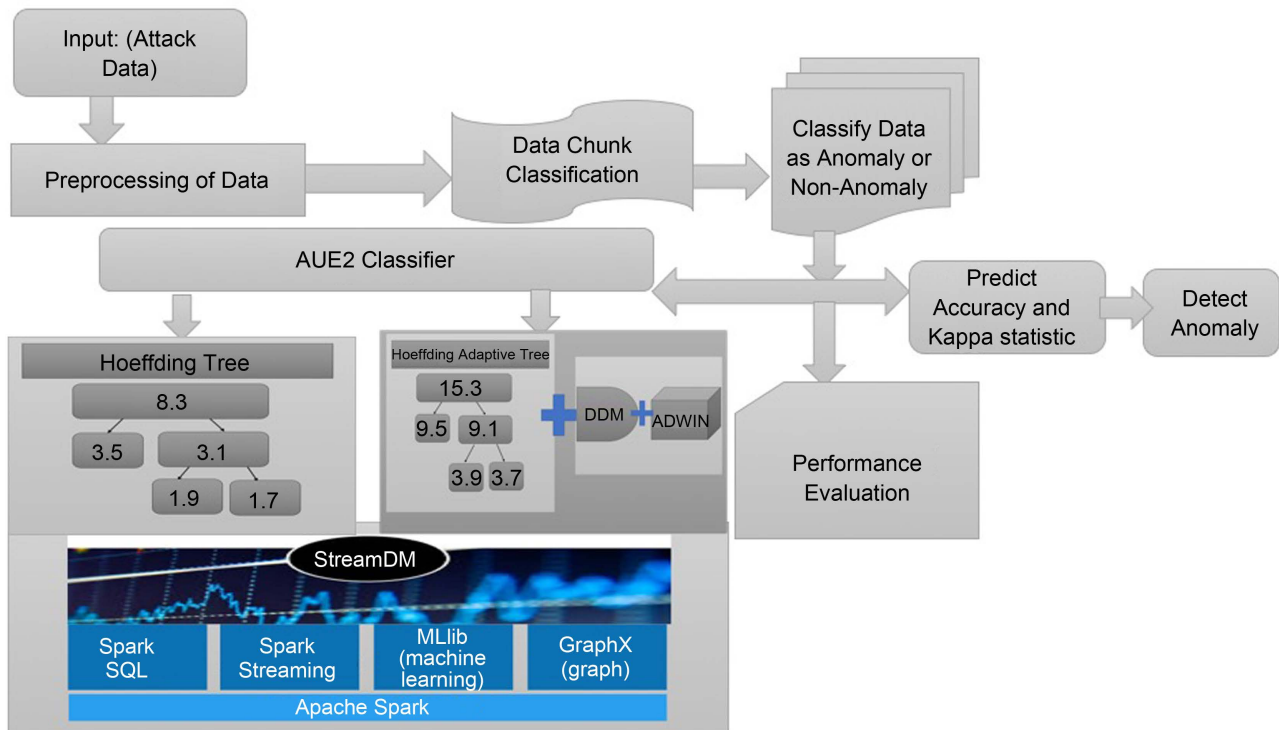 Input: (Attack
Data)
Preprocessing of Data
Data Chunk
Classification
Classify Data
as Anomaly or
Non-Anomaly
AUE2 Classifier
Predict
Accuracy and
Kappa statistic
Detect
Anomaly
Hoeffding Tree
8.3
3.5
3.1
1.9
1.7
Hoeffding Adaptive Tree
15.3
9.5
9.1
3.9
3.7
DDM
ADWIN
Performance
Evaluation
StreamDM
Spark
SQL
Spark
Streaming
MLlib
(machine
learning)
GraphX
(graph)
Apache Spark